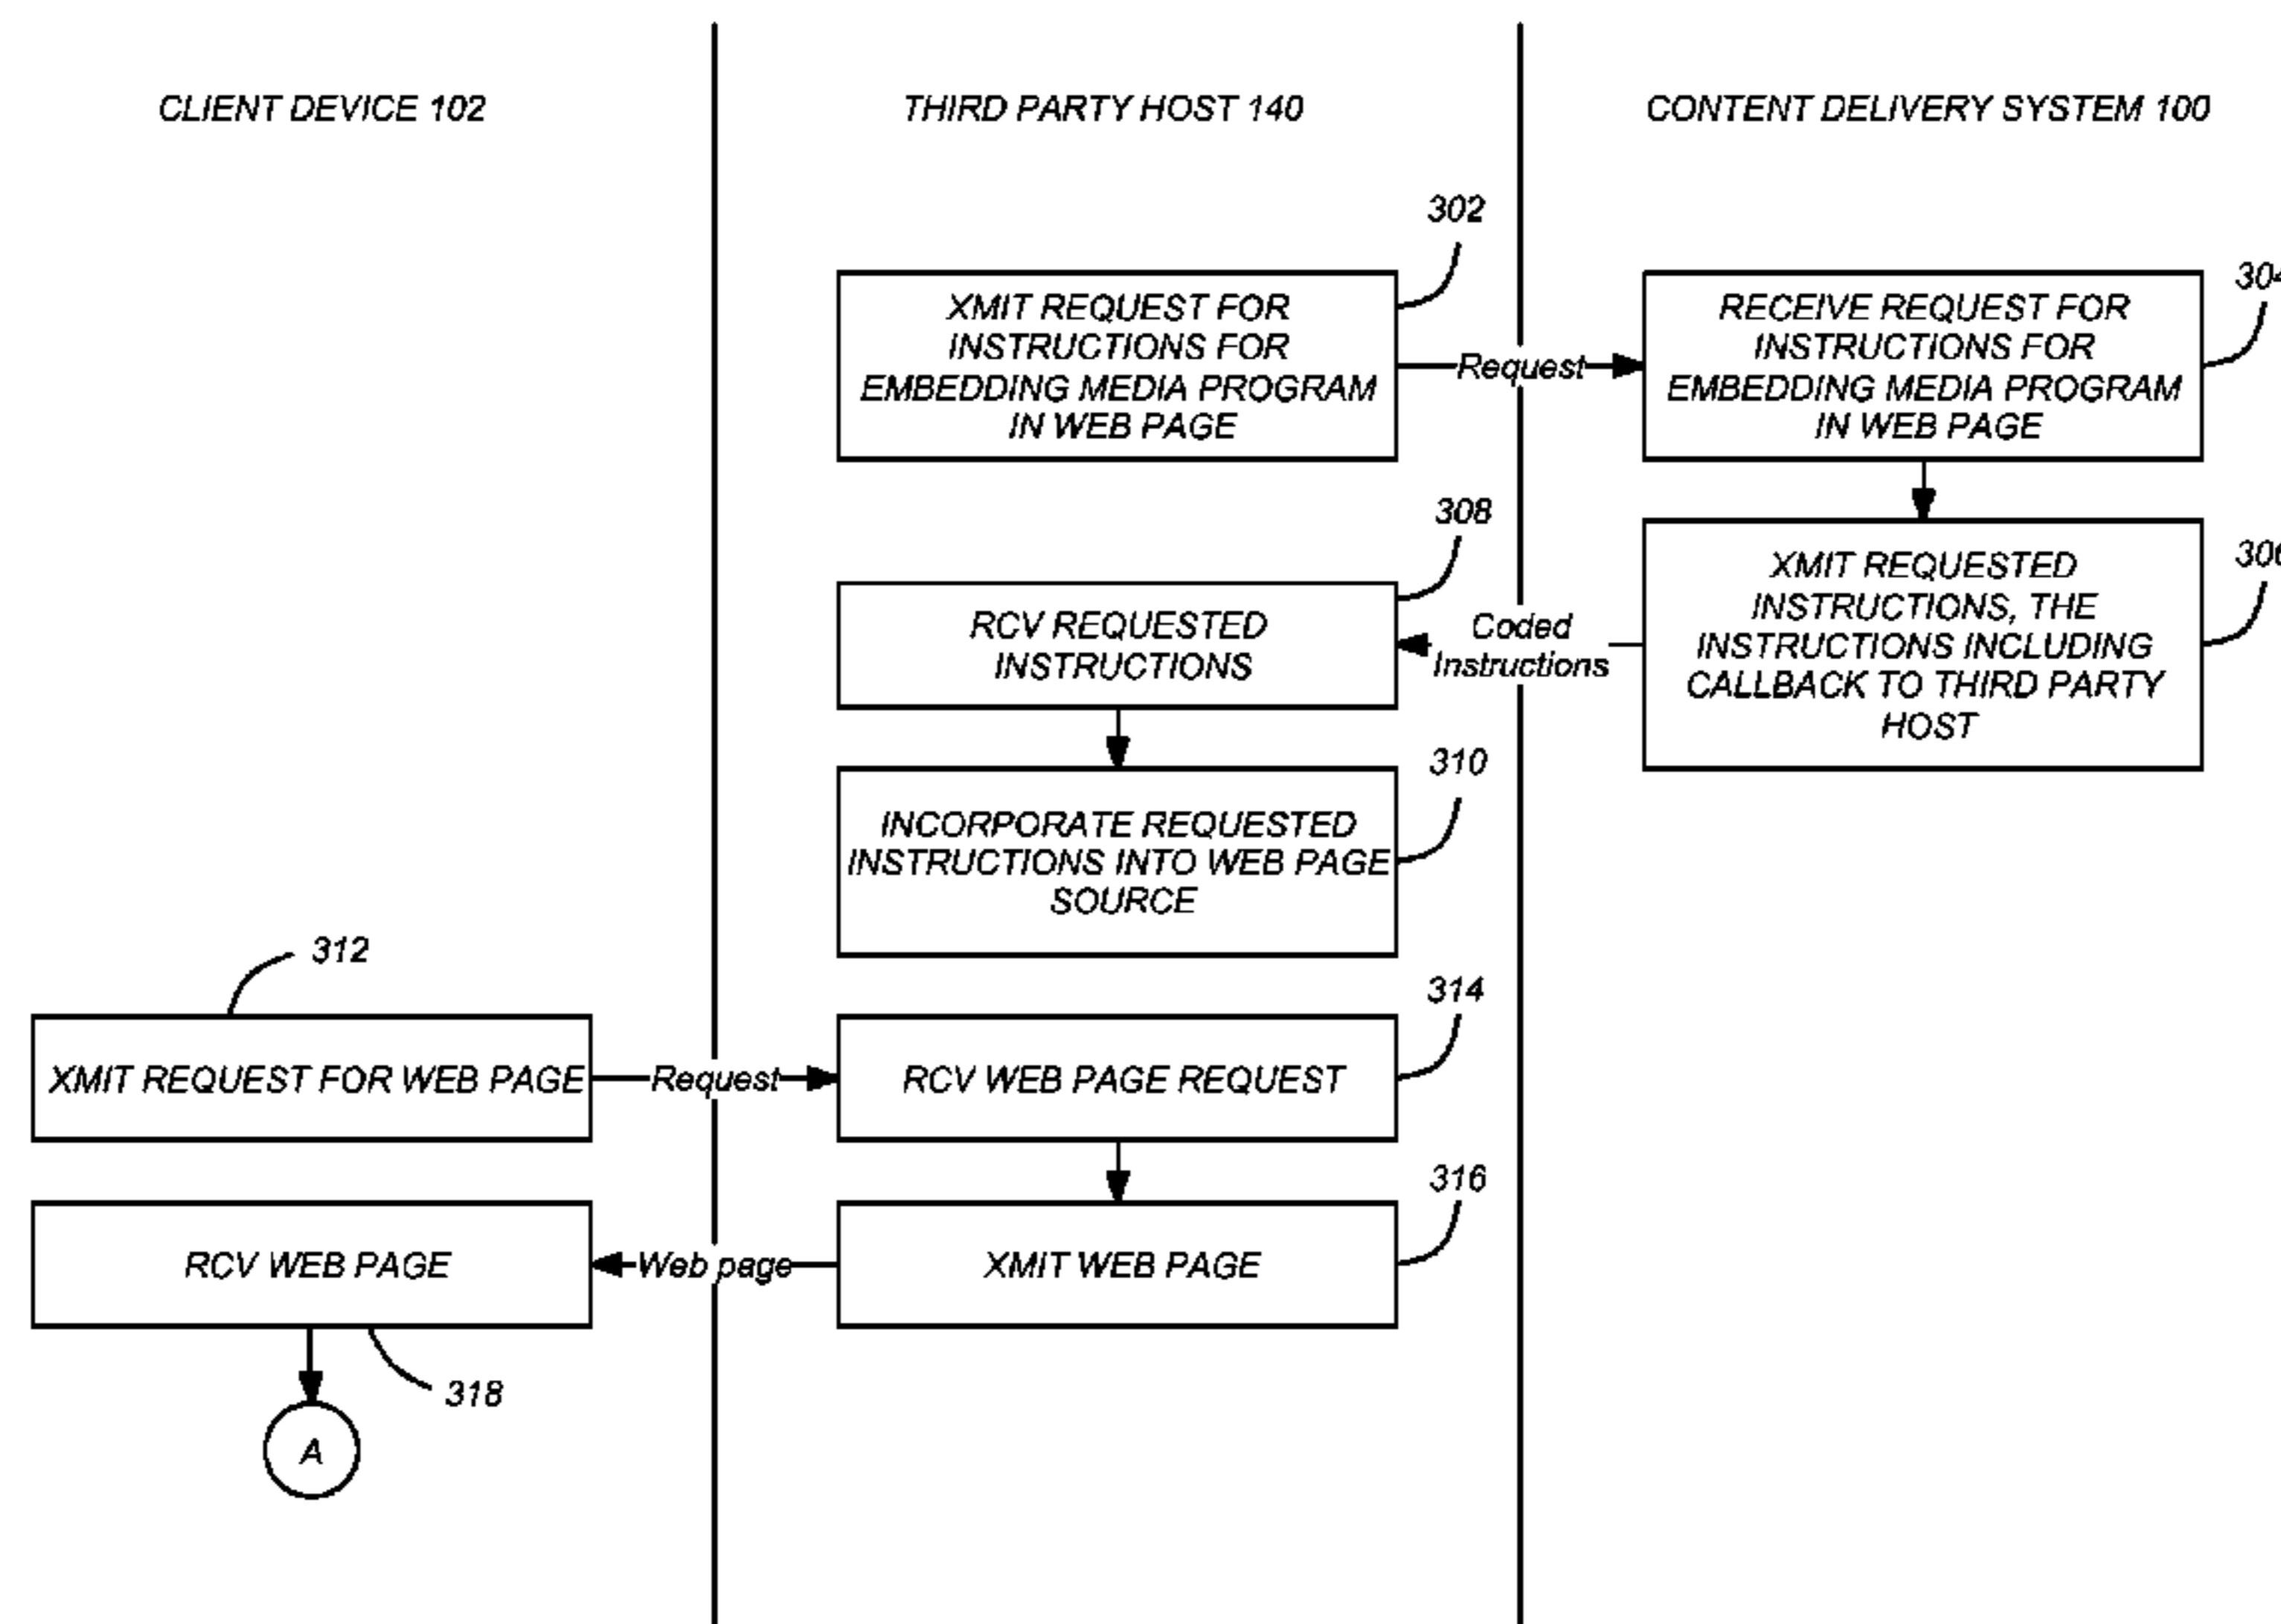 CLIENT DEVICE 102
THIRD PARTY HOST 140
CONTENT DELIVERY SYSTEM 100
302
XMIT REQUEST FOR
INSTRUCTIONS FOR
EMBEDDING MEDIA PROGRAM
IN WEB PAGE
Request
304
RECEIVE REQUEST FOR
INSTRUCTIONS FOR
EMBEDDING MEDIA PROGRAM
IN WEB PAGE
306
XMIT REQUESTED
INSTRUCTIONS, THE
INSTRUCTIONS INCLUDING
CALLBACK TO THIRD PARTY
HOST
Coded
Instructions
308
RCV REQUESTED
INSTRUCTIONS
310
INCORPORATE REQUESTED
INSTRUCTIONS INTO WEB PAGE
SOURCE
312
XMIT REQUEST FOR WEB PAGE
Request
314
RCV WEB PAGE REQUEST
316
XMIT WEB PAGE
Web page
RCV WEB PAGE
318
A